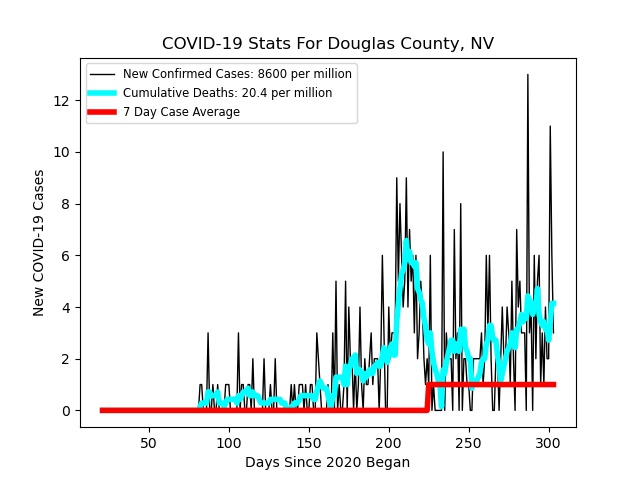 COVID-19 Stats For Douglas County, NV
New Confirmed Cases: 8600 per million
Cumulative Deaths: 20.4 per million
7 Day Case Average
New COVID-19 Cases
12
10
8
6
4
2
0
50 100 150 200 250 300
Days Since 2020 Began